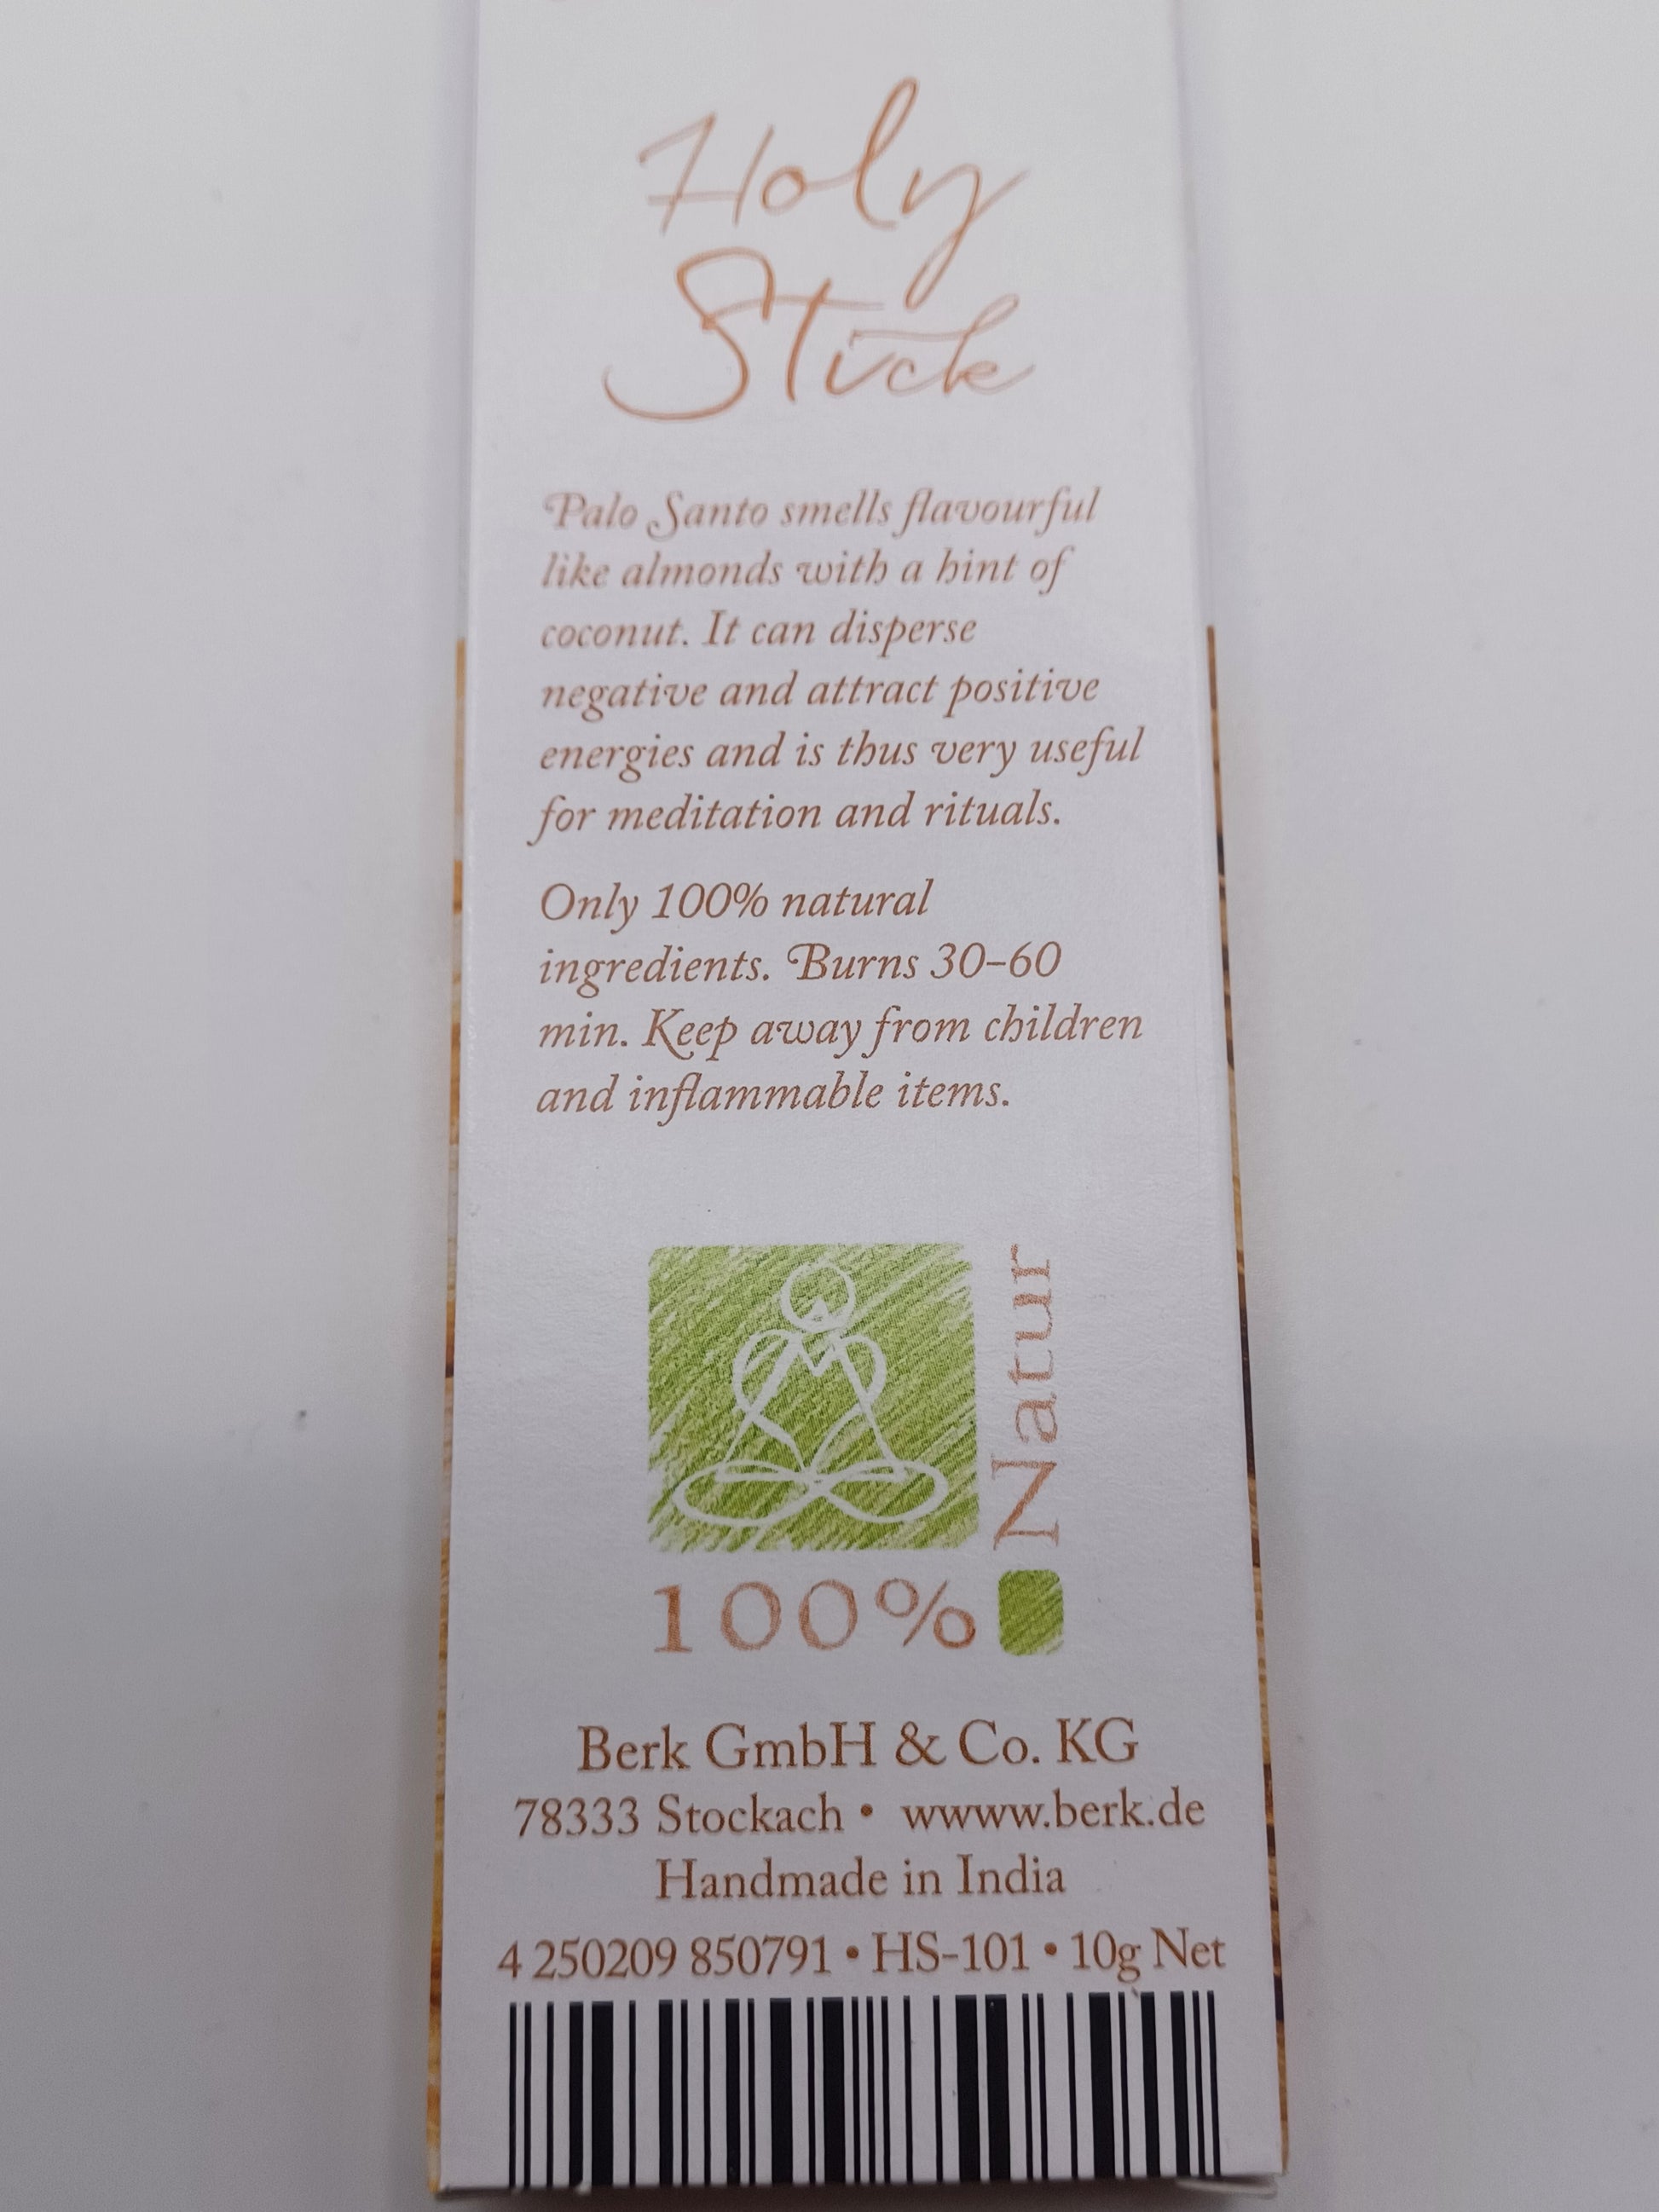 Holy
Stick
Palo Santo smells flavourful
like almonds with a hint of
coconut. It can disperse
negative and attract positive
energies and is thus very useful
for meditation and rituals.
Only 100% natural
ingredients. Burns 30–60
min. Keep away from children
and inflammable items.
100%
Natur
Berk GmbH & Co. KG
78333 Stockach • wwww.berk.de
Handmade in India
4 250209 850791 • HS-101 • 10g Net